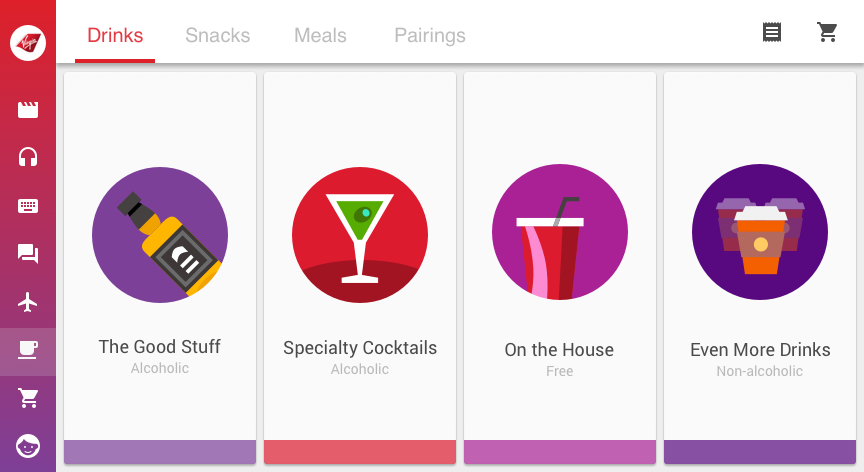 Virgin
Drinks
Snacks
Meals
Pairings
The Good Stuff
Alcoholic
Specialty Cocktails
Alcoholic
On the House
Free
Even More Drinks
Non-alcoholic